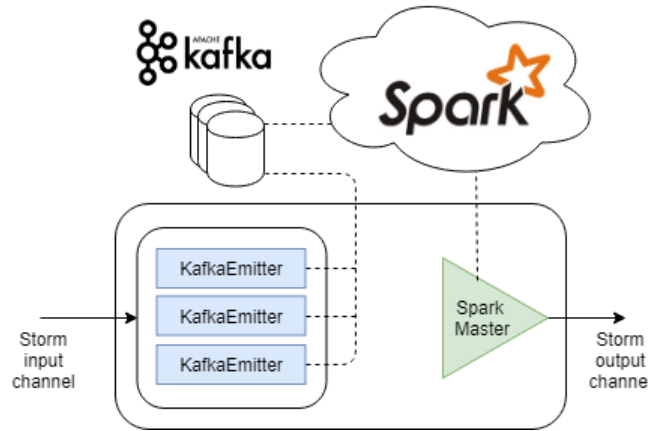 APACHE
kafka
Spark
KafkaEmitter
KafkaEmitter
KafkaEmitter
Storm
input
channel
Spark
Master
Storm
output
channe